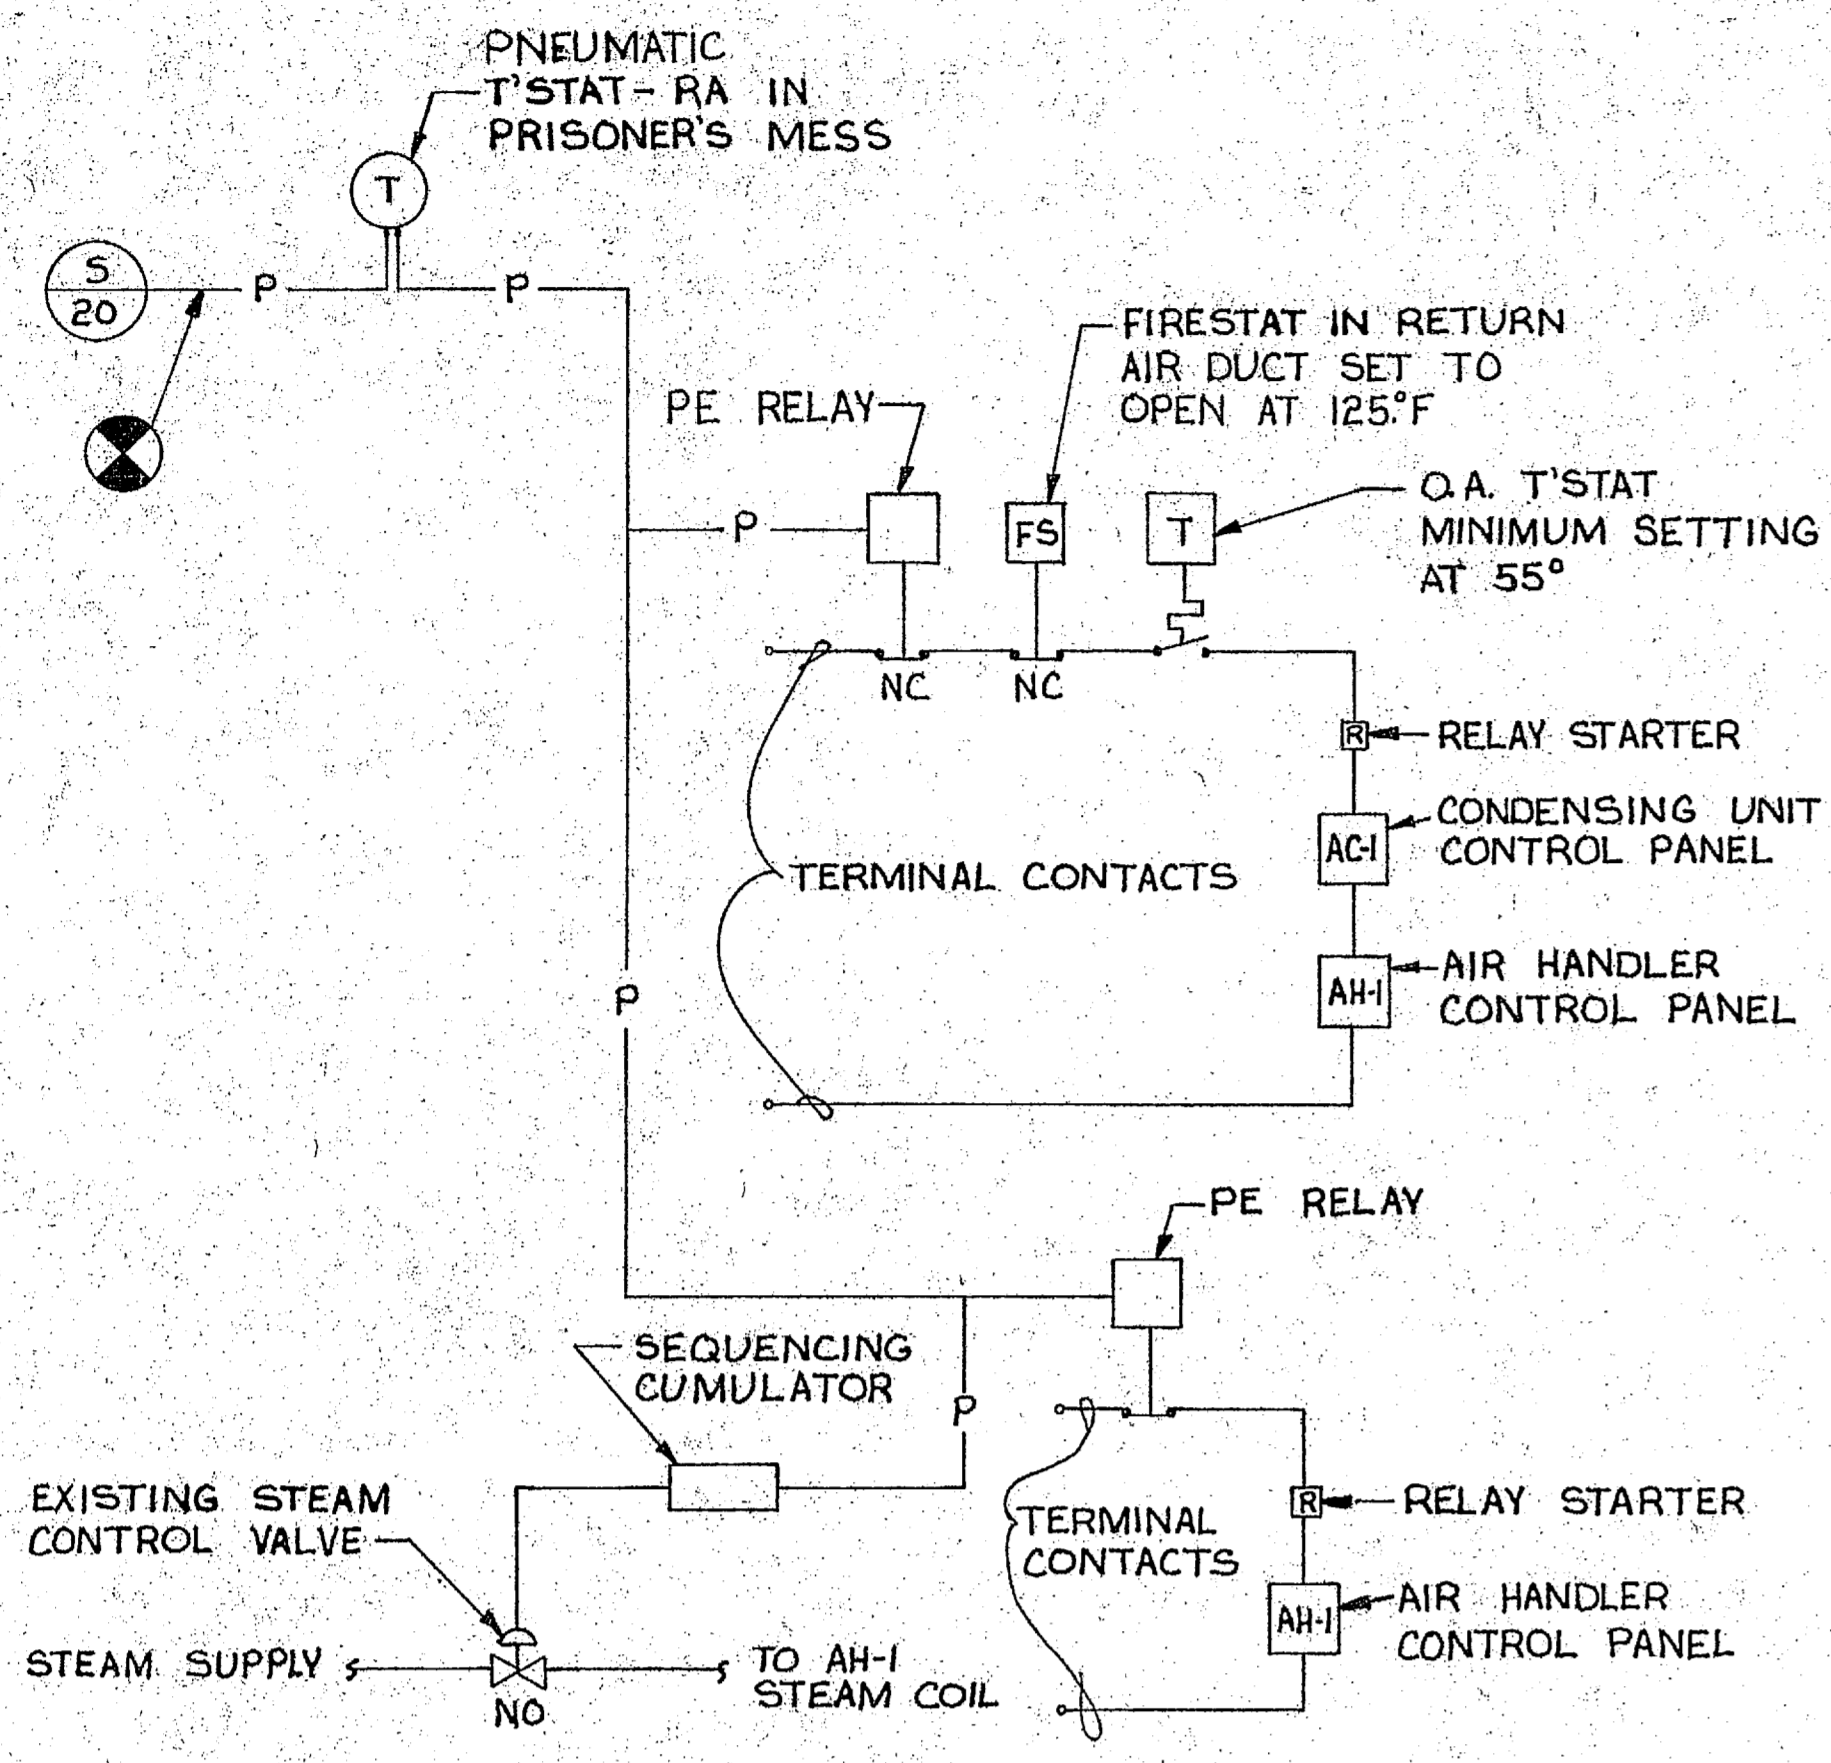 PNEUMATIC
T'STAT - RA IN
PRISONER'S MESS
T
S
20
P
P
FIRESTAT IN RETURN
AIR DUCT SET TO
OPEN AT 125°F
PE RELAY
O.A. T'STAT
MINIMUM SETTING
AT 55°
P
FS
T
NC
NC
R
RELAY STARTER
CONDENSING UNIT
CONTROL PANEL
AC-1
TERMINAL CONTACTS
AIR HANDLER
CONTROL PANEL
AH-1
P
PE RELAY
SEQUENCING
CUMULATOR
P
EXISTING STEAM
CONTROL VALVE
R
RELAY STARTER
TERMINAL
CONTACTS
AIR HANDLER
CONTROL PANEL
AH-1
STEAM SUPPLY
TO AH-1
STEAM COIL
NO